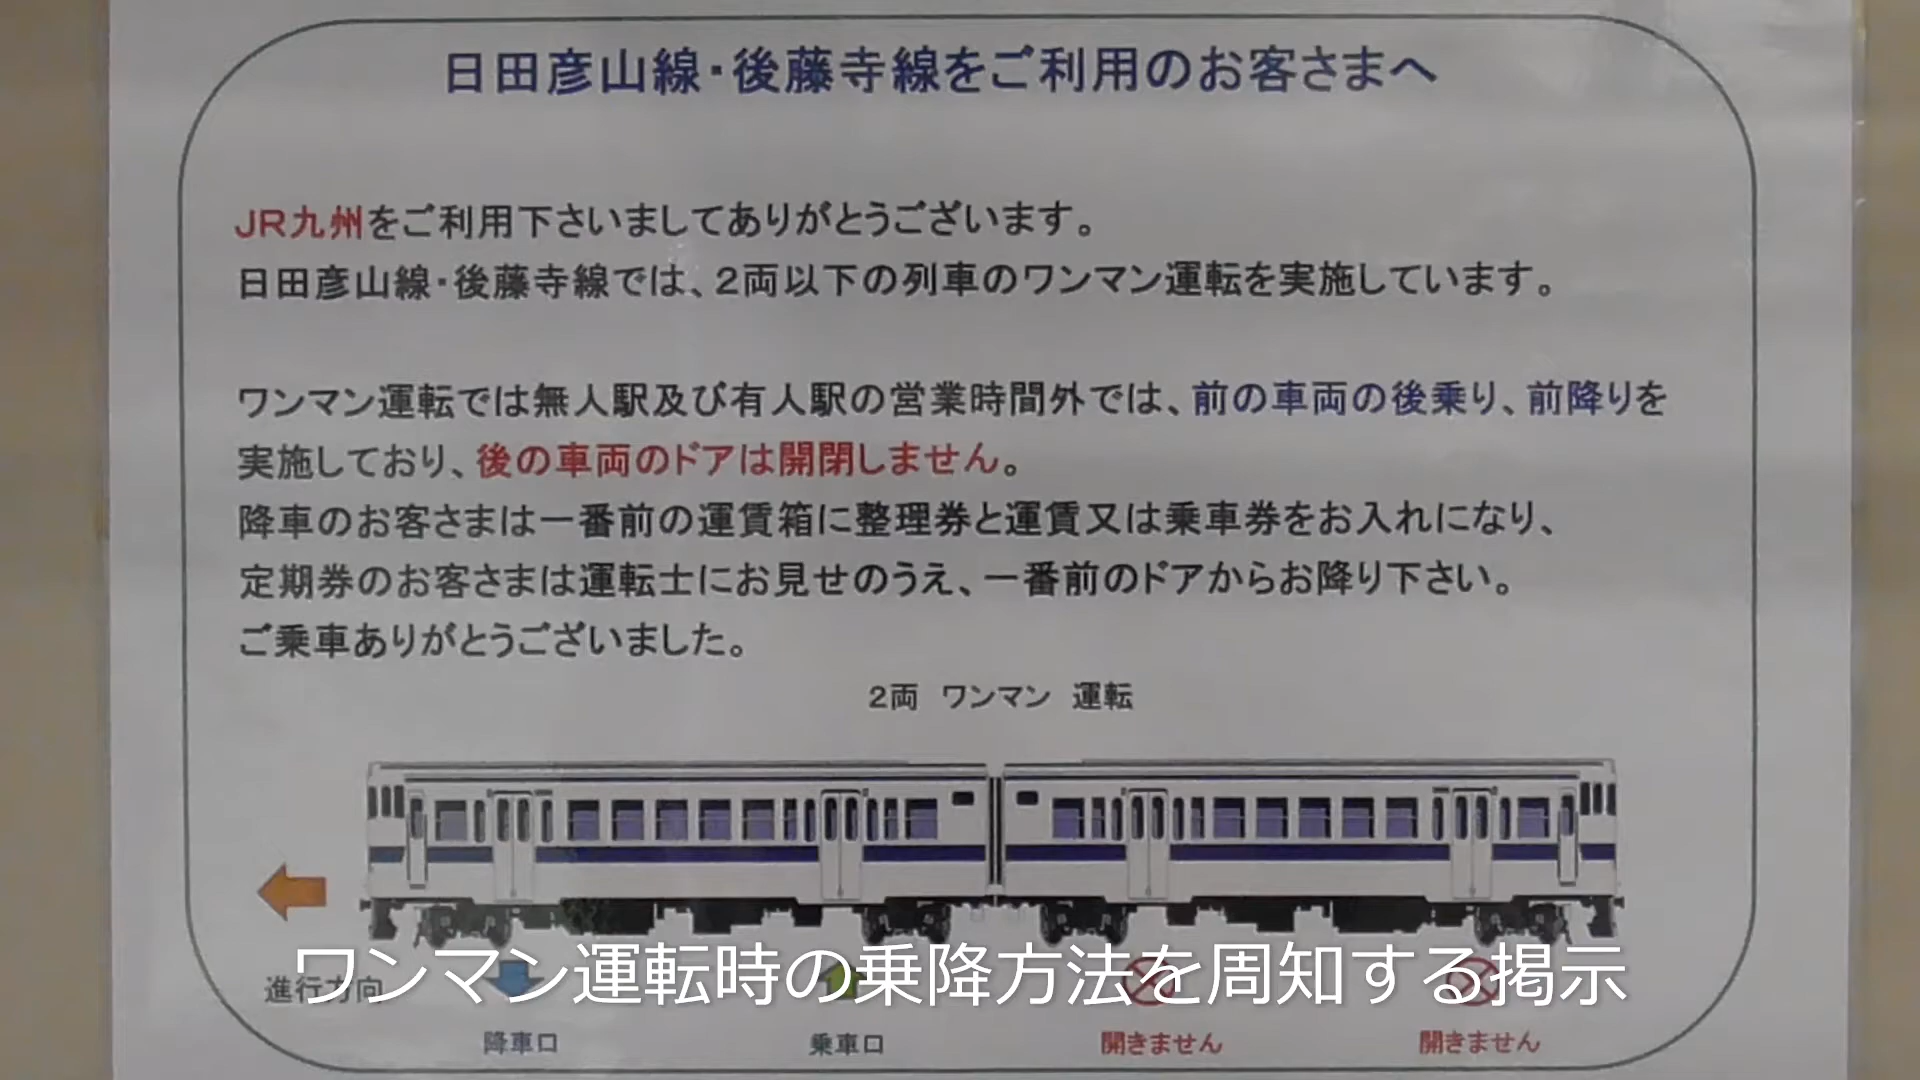 日田彦山線・後藤寺線をご利用のお客さまへ
JR九州をご利用下さいましてありがとうございます。
日田彦山線・後藤寺線では、2両以下の列車のワンマン運転を実施しています。
ワンマン運転では無人駅及び有人駅の営業時間外では、前の車両の後乗り、前降りを
実施しており、後の車両のドアは開閉しません。
降車のお客さまは一番前の運賃箱に整理券と運賃又は乗車券をお入れになり、
定期券のお客さまは運転士にお見せのうえ、一番前のドアからお降り下さい。
ご乗車ありがとうございました。
2両 ワンマン 運転
進行方向
ワンマン運転時の乗降方法を周知する掲示
降車口 乗車口 開きません 開きません